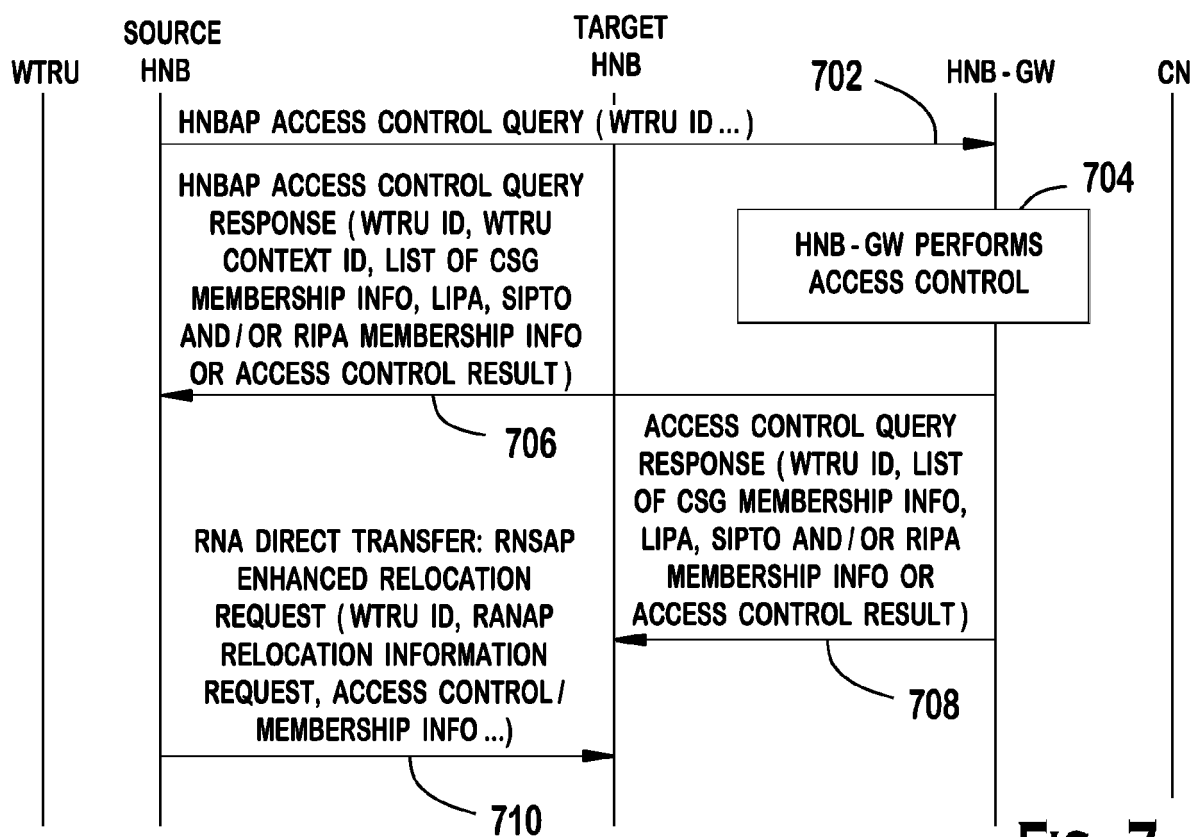 WTRU
SOURCE
HNB
TARGET
HNB
HNB-GW
CN
702
HNBAP ACCESS CONTROL QUERY (WTRU ID...)
HNBAP ACCESS CONTROL QUERY
RESPONSE (WTRU ID, WTRU
CONTEXT ID, LIST OF CSG
MEMBERSHIP INFO, LIPA, SIPTO
AND/OR RIPA MEMBERSHIP INFO
OR ACCESS CONTROL RESULT)
704
HNB-GW PERFORMS
ACCESS CONTROL
706
ACCESS CONTROL QUERY
RESPONSE (WTRU ID, LIST
OF CSG MEMBERSHIP INFO,
LIPA, SIPTO AND/OR RIPA
MEMBERSHIP INFO OR
ACCESS CONTROL RESULT)
708
RNA DIRECT TRANSFER: RNSAP
ENHANCED RELOCATION
REQUEST (WTRU ID, RANAP
RELOCATION INFORMATION
REQUEST, ACCESS CONTROL/
MEMBERSHIP INFO...)
710
FIG. 7